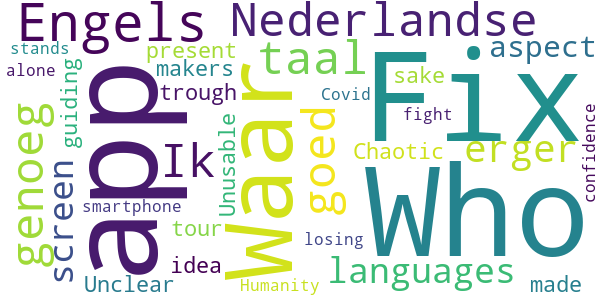 Engels
Nederlandse
stands
present
taal
aspect
alone
makers
sake
guiding
app
trough
waar
Covid
Fix
fight
genoeg
screen
Ik
Unusable
goed
Chaotic
erger
confidence
smartphone
tour
Who
losing
idea
languages
Unclear
Humanity
made